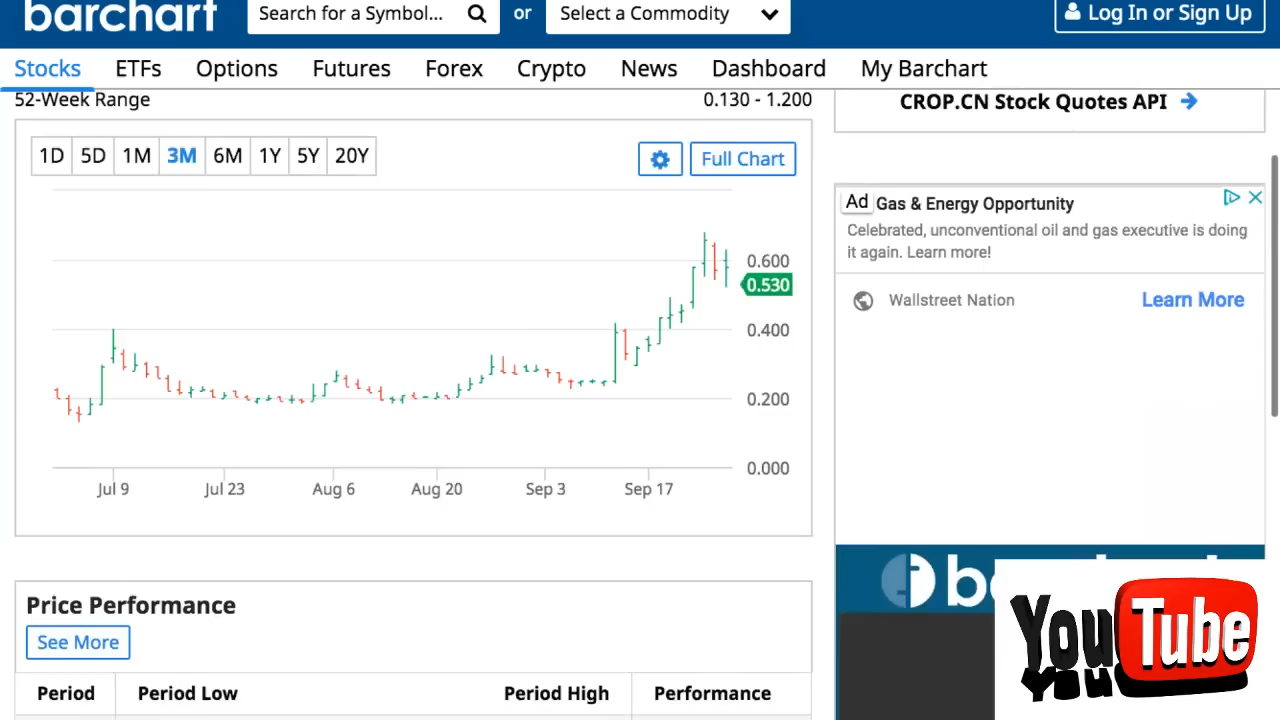 barchart
Search for a Symbol...
or
Select a Commodity
Log In or Sign Up
Stocks ETFs Options Futures Forex Crypto News Dashboard My Barchart
52-Week Range 0.130 - 1.200
CROP.CN Stock Quotes API
1D 5D 1M 3M 6M 1Y 5Y 20Y
Full Chart
0.600
0.530
0.400
0.200
0.000
Jul 9 Jul 23 Aug 6 Aug 20 Sep 3 Sep 17
Ad Gas & Energy Opportunity
Celebrated, unconventional oil and gas executive is doing
it again. Learn more!
Wallstreet Nation Learn More
Price Performance
See More
Period Period Low Period High Performance
YouTube